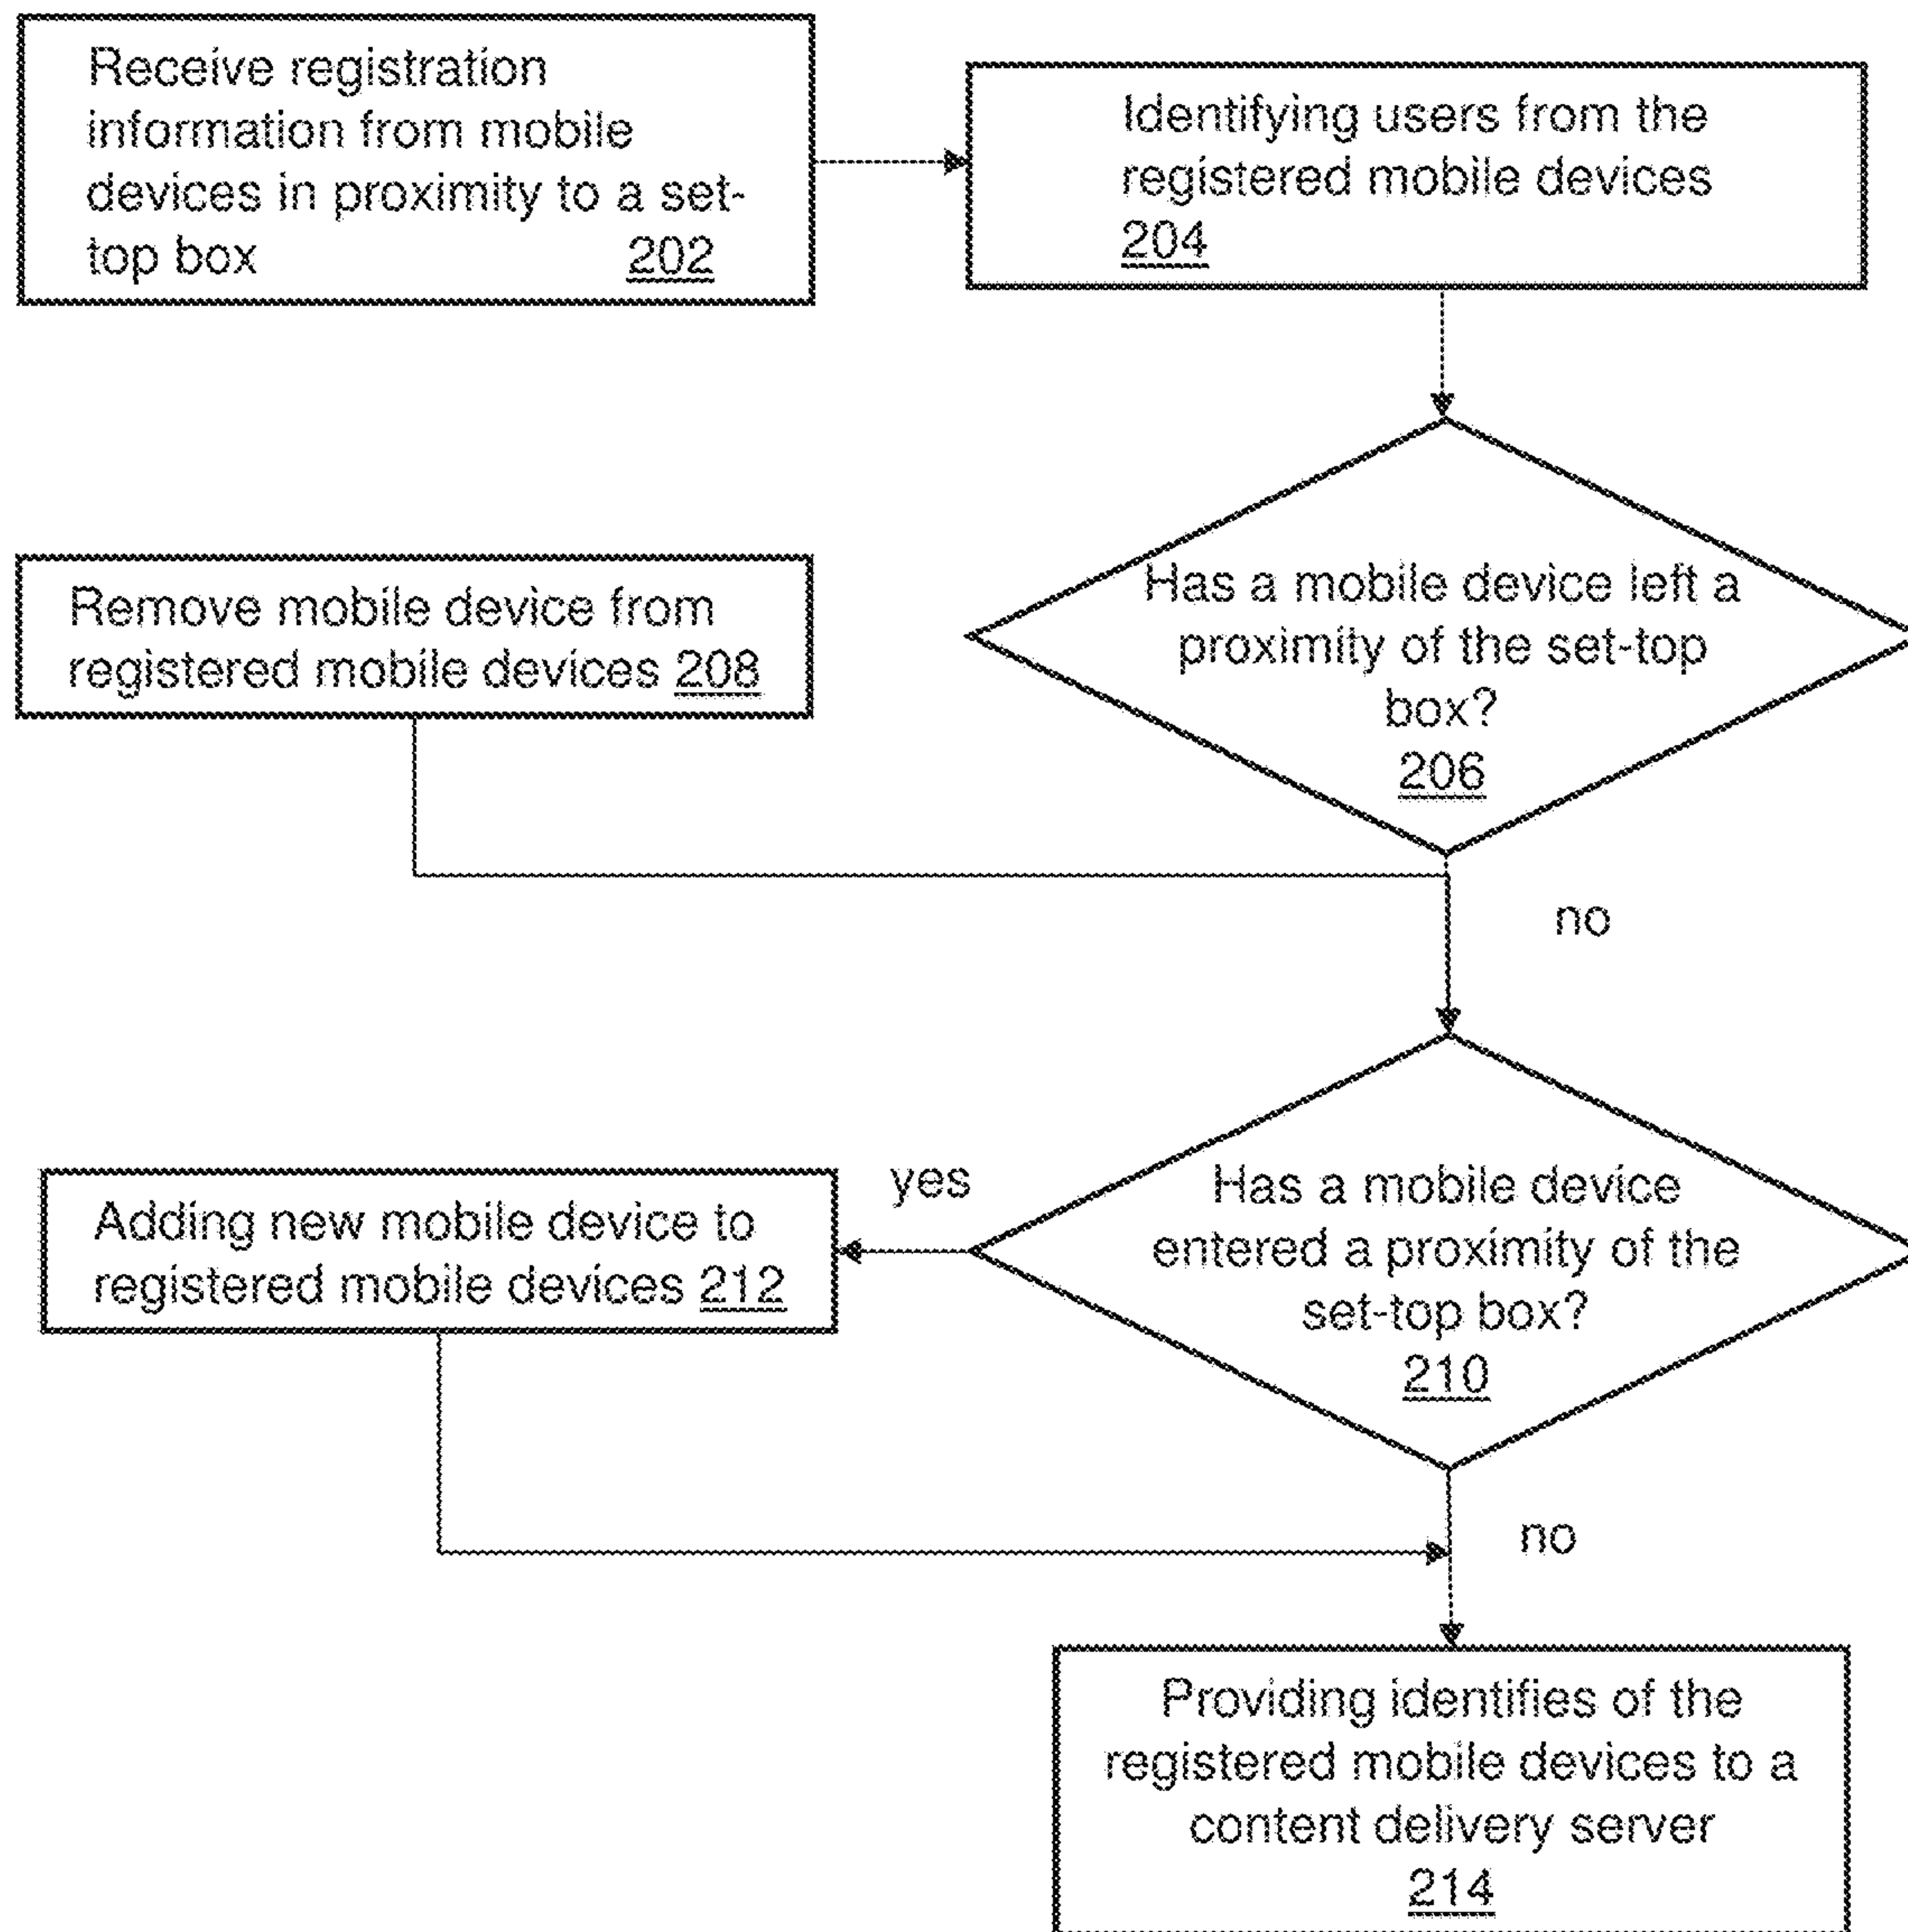 Receive registration
information from mobile
devices in proximity to a set-
top box 202
Identifying users from the
registered mobile devices
204
Has a mobile device left a
proximity of the set-top
box?
206
Remove mobile device from
registered mobile devices 208
no
Has a mobile device
entered a proximity of the
set-top box?
210
yes
Adding new mobile device to
registered mobile devices 212
no
Providing identifies of the
registered mobile devices to a
content delivery server
214